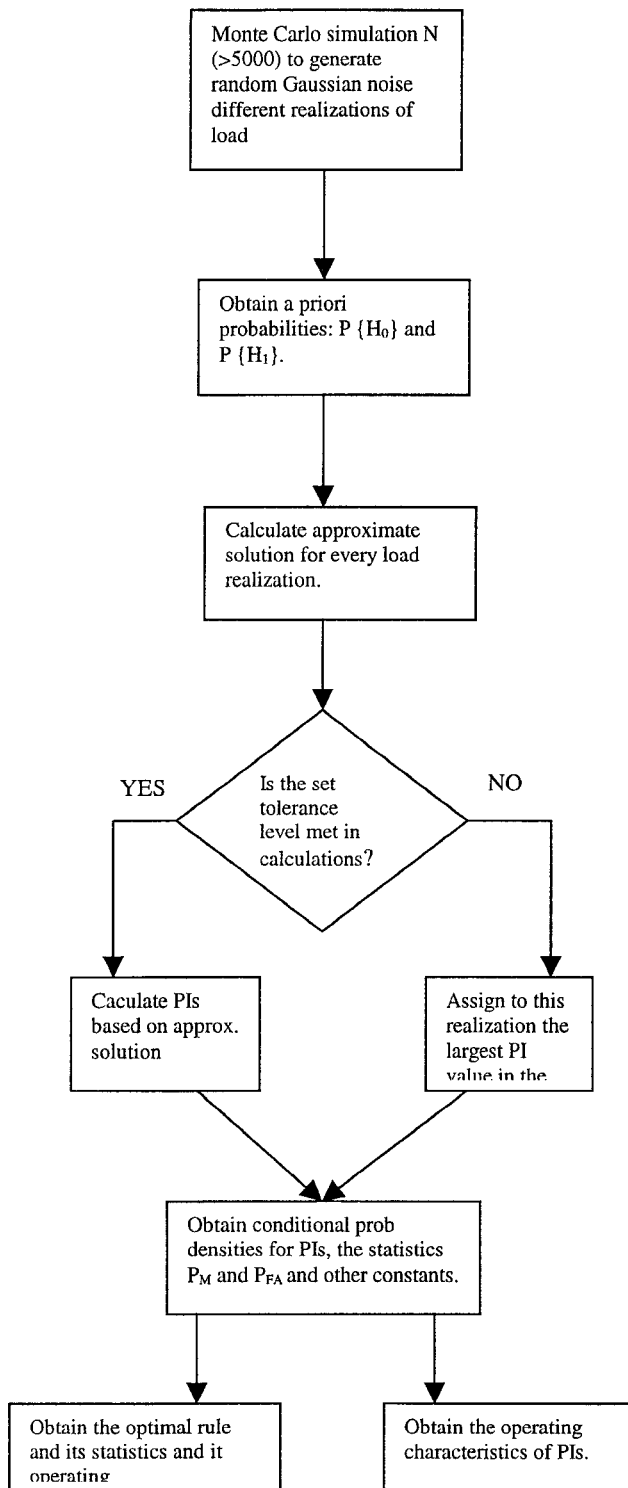 Monte Carlo simulation N
(>5000) to generate
random Gaussian noise
different realizations of
load
Obtain a priori
probabilities: P {H₀} and
P {H₁}.
Calculate approximate
solution for every load
realization.
YES
NO
Is the set
tolerance
level met in
calculations?
Caculate PIs
based on approx.
solution
Assign to this
realization the
largest PI
value in the
Obtain conditional prob
densities for PIs, the statistics
P_M and P_FA and other constants.
Obtain the optimal rule
and its statistics and it
operating
Obtain the operating
characteristics of PIs.